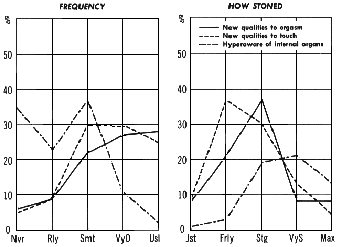 FREQUENCY
HOW STONED
%
50
40
30
20
10
0
Nvr Rly Smt VyO Usl
%
New qualities to orgasm
New qualities to touch
Hyperaware of internal organs
50
40
30
20
10
0
Jst Frly Stg VyS Max